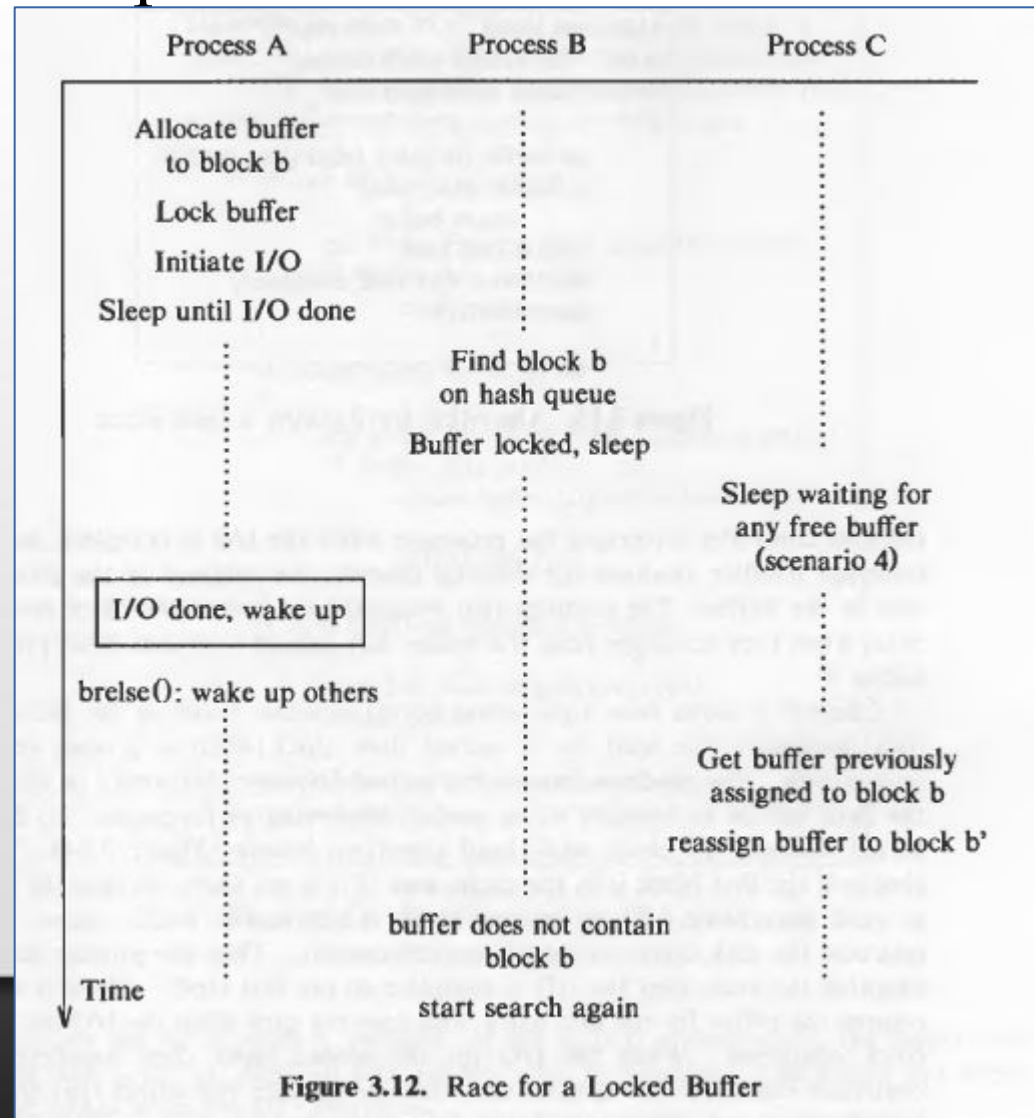 Process A Process B Process C
Allocate buffer
to block b
Lock buffer
Initiate I/O
Sleep until I/O done
Find block b
on hash queue
Buffer locked, sleep
Sleep waiting for
any free buffer
(scenario 4)
I/O done, wake up
brelse(): wake up others
Get buffer previously
assigned to block b
reassign buffer to block b'
buffer does not contain
block b
start search again
Time
Figure 3.12. Race for a Locked Buffer